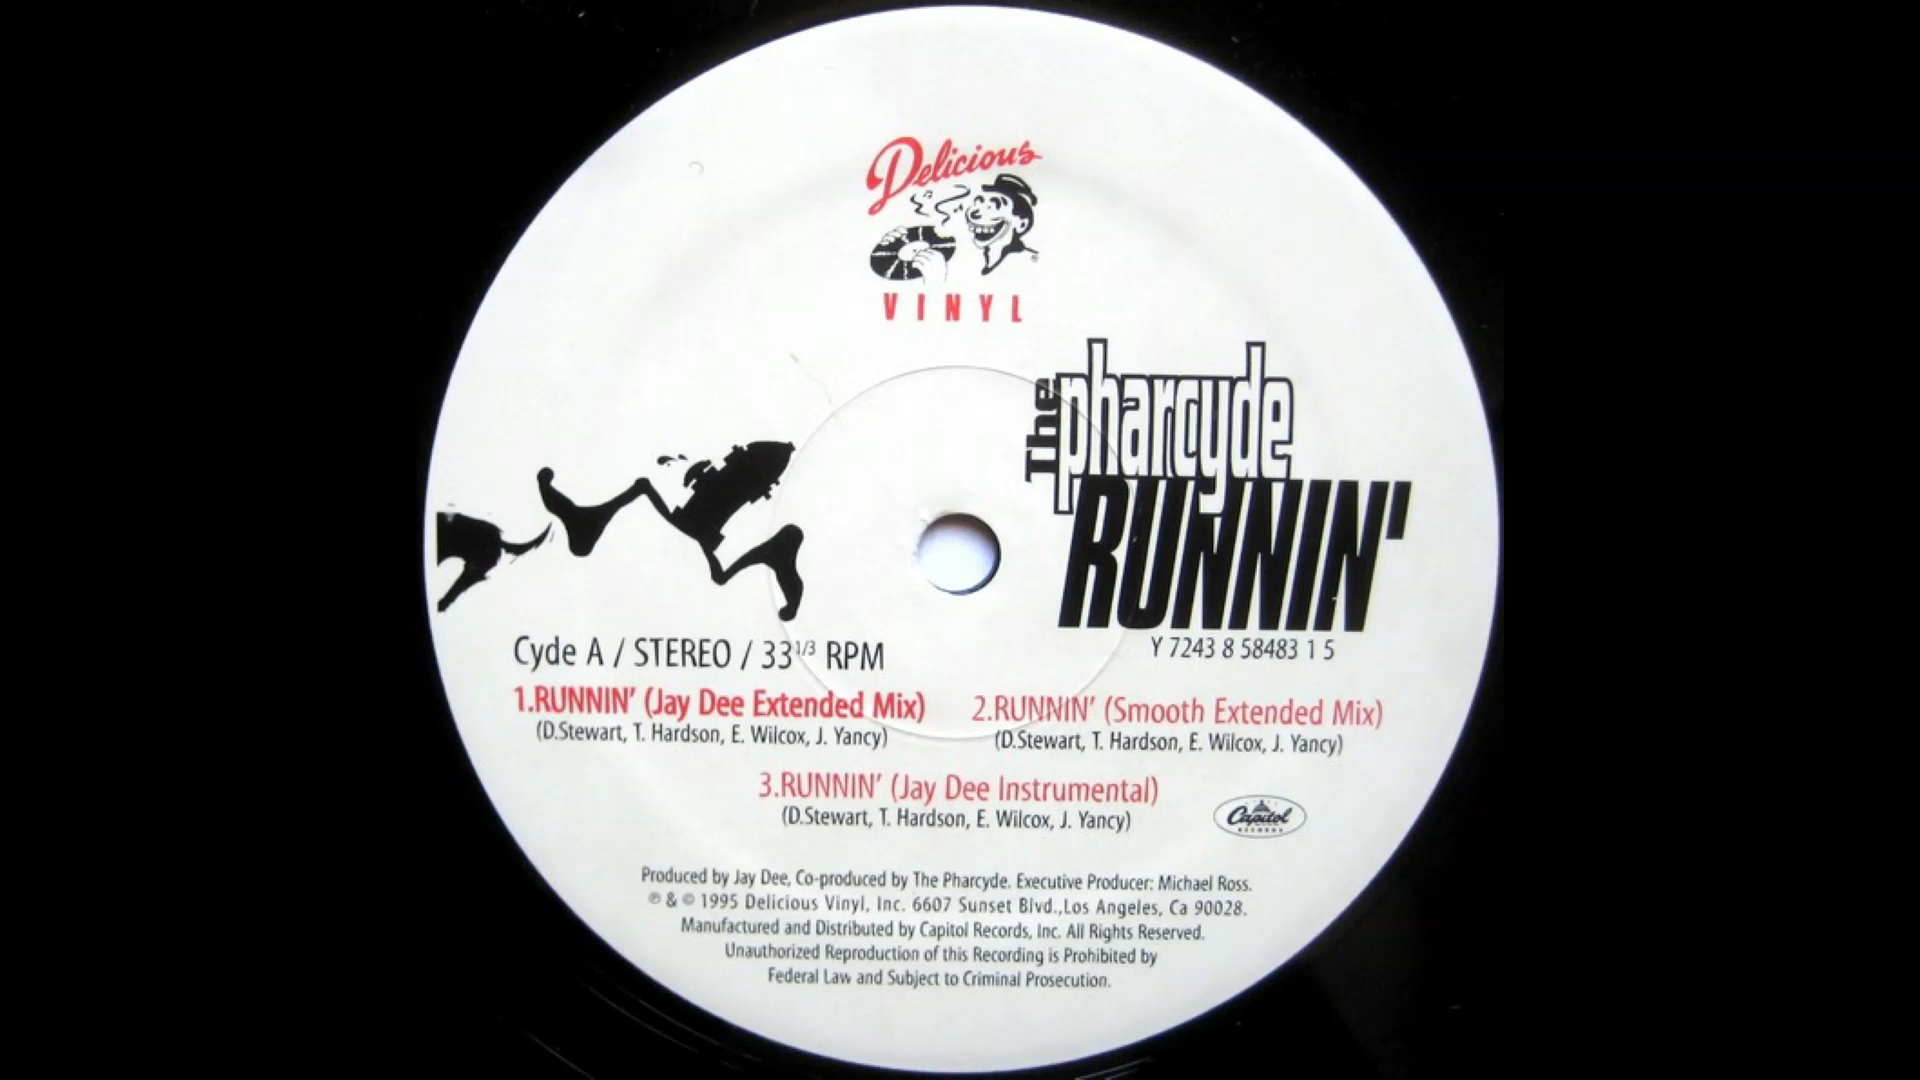 Delicious
VINYL
The pharcyde
RUNNIN'
Y 7243 8 58483 1 5
Cyde A / STEREO / 33 1/3 RPM
1.RUNNIN' (Jay Dee Extended Mix)
(D.Stewart, T. Hardson, E. Wilcox, J. Yancy)
2.RUNNIN' (Smooth Extended Mix)
(D.Stewart, T. Hardson, E. Wilcox, J. Yancy)
3.RUNNIN' (Jay Dee Instrumental)
(D.Stewart, T. Hardson, E. Wilcox, J. Yancy)
Capitol
RECORDS
Produced by Jay Dee, Co-produced by The Pharcyde. Executive Producer: Michael Ross.
℗ & © 1995 Delicious Vinyl, Inc. 6607 Sunset Blvd.,Los Angeles, Ca 90028.
Manufactured and Distributed by Capitol Records, Inc. All Rights Reserved.
Unauthorized Reproduction of this Recording is Prohibited by
Federal Law and Subject to Criminal Prosecution.